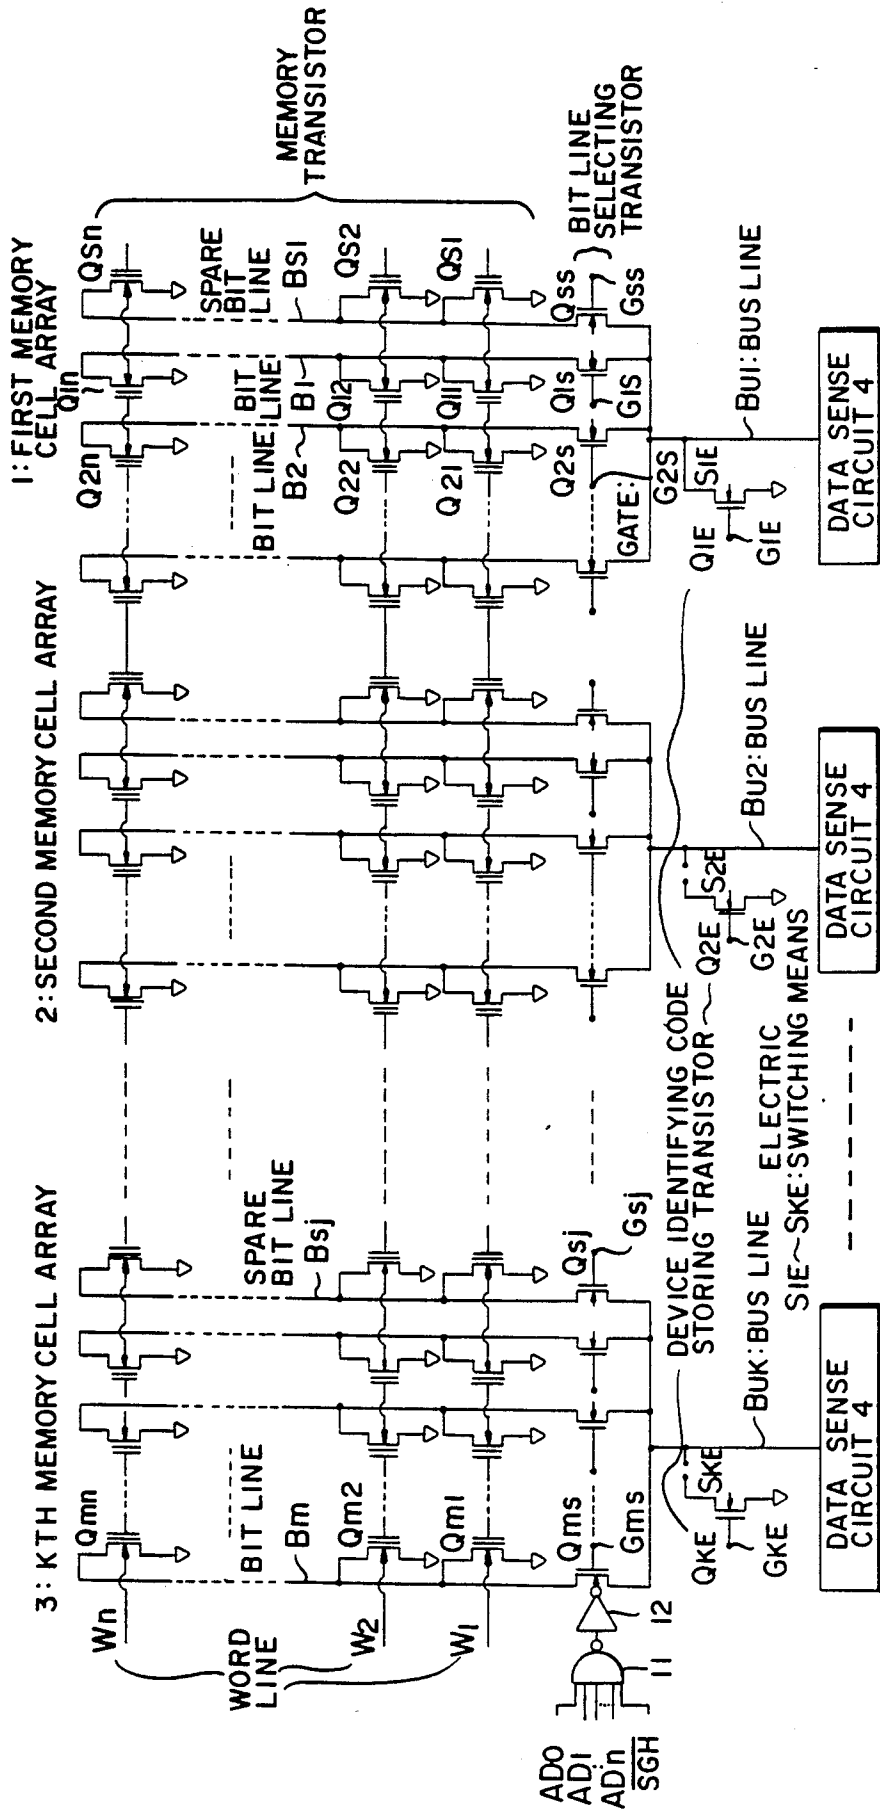 1: FIRST MEMORY
CELL ARRAY
2: SECOND MEMORY CELL ARRAY
3: KTH MEMORY CELL ARRAY
Qmn
Q2n
Q1n
Qsn
Wn
WORD
LINE
W2
W1
BIT LINE
Bm
SPARE
BIT LINE
Bsj
BIT LINE
B2
BIT
LINE
B1
SPARE
BIT
LINE
BS1
MEMORY
TRANSISTOR
Qm2
Q22
Q12
QS2
Qm1
Q21
Q11
QS1
BIT LINE
SELECTING
TRANSISTOR
Qms
Gms
Qsj
Gsj
Q2S
GATE:
G2S
Q1S
G1S
Qss
Gss
AD0
AD1
ADn
SGH
11
12
QKE
GKE
SKE
DEVICE IDENTIFYING CODE
STORING TRANSISTOR
Q2E
G2E
S2E
Q1E
G1E
S1E
BUK: BUS LINE
BU2: BUS LINE
BU1: BUS LINE
ELECTRIC
S1E~SKE: SWITCHING MEANS
DATA SENSE
CIRCUIT 4
DATA SENSE
CIRCUIT 4
DATA SENSE
CIRCUIT 4